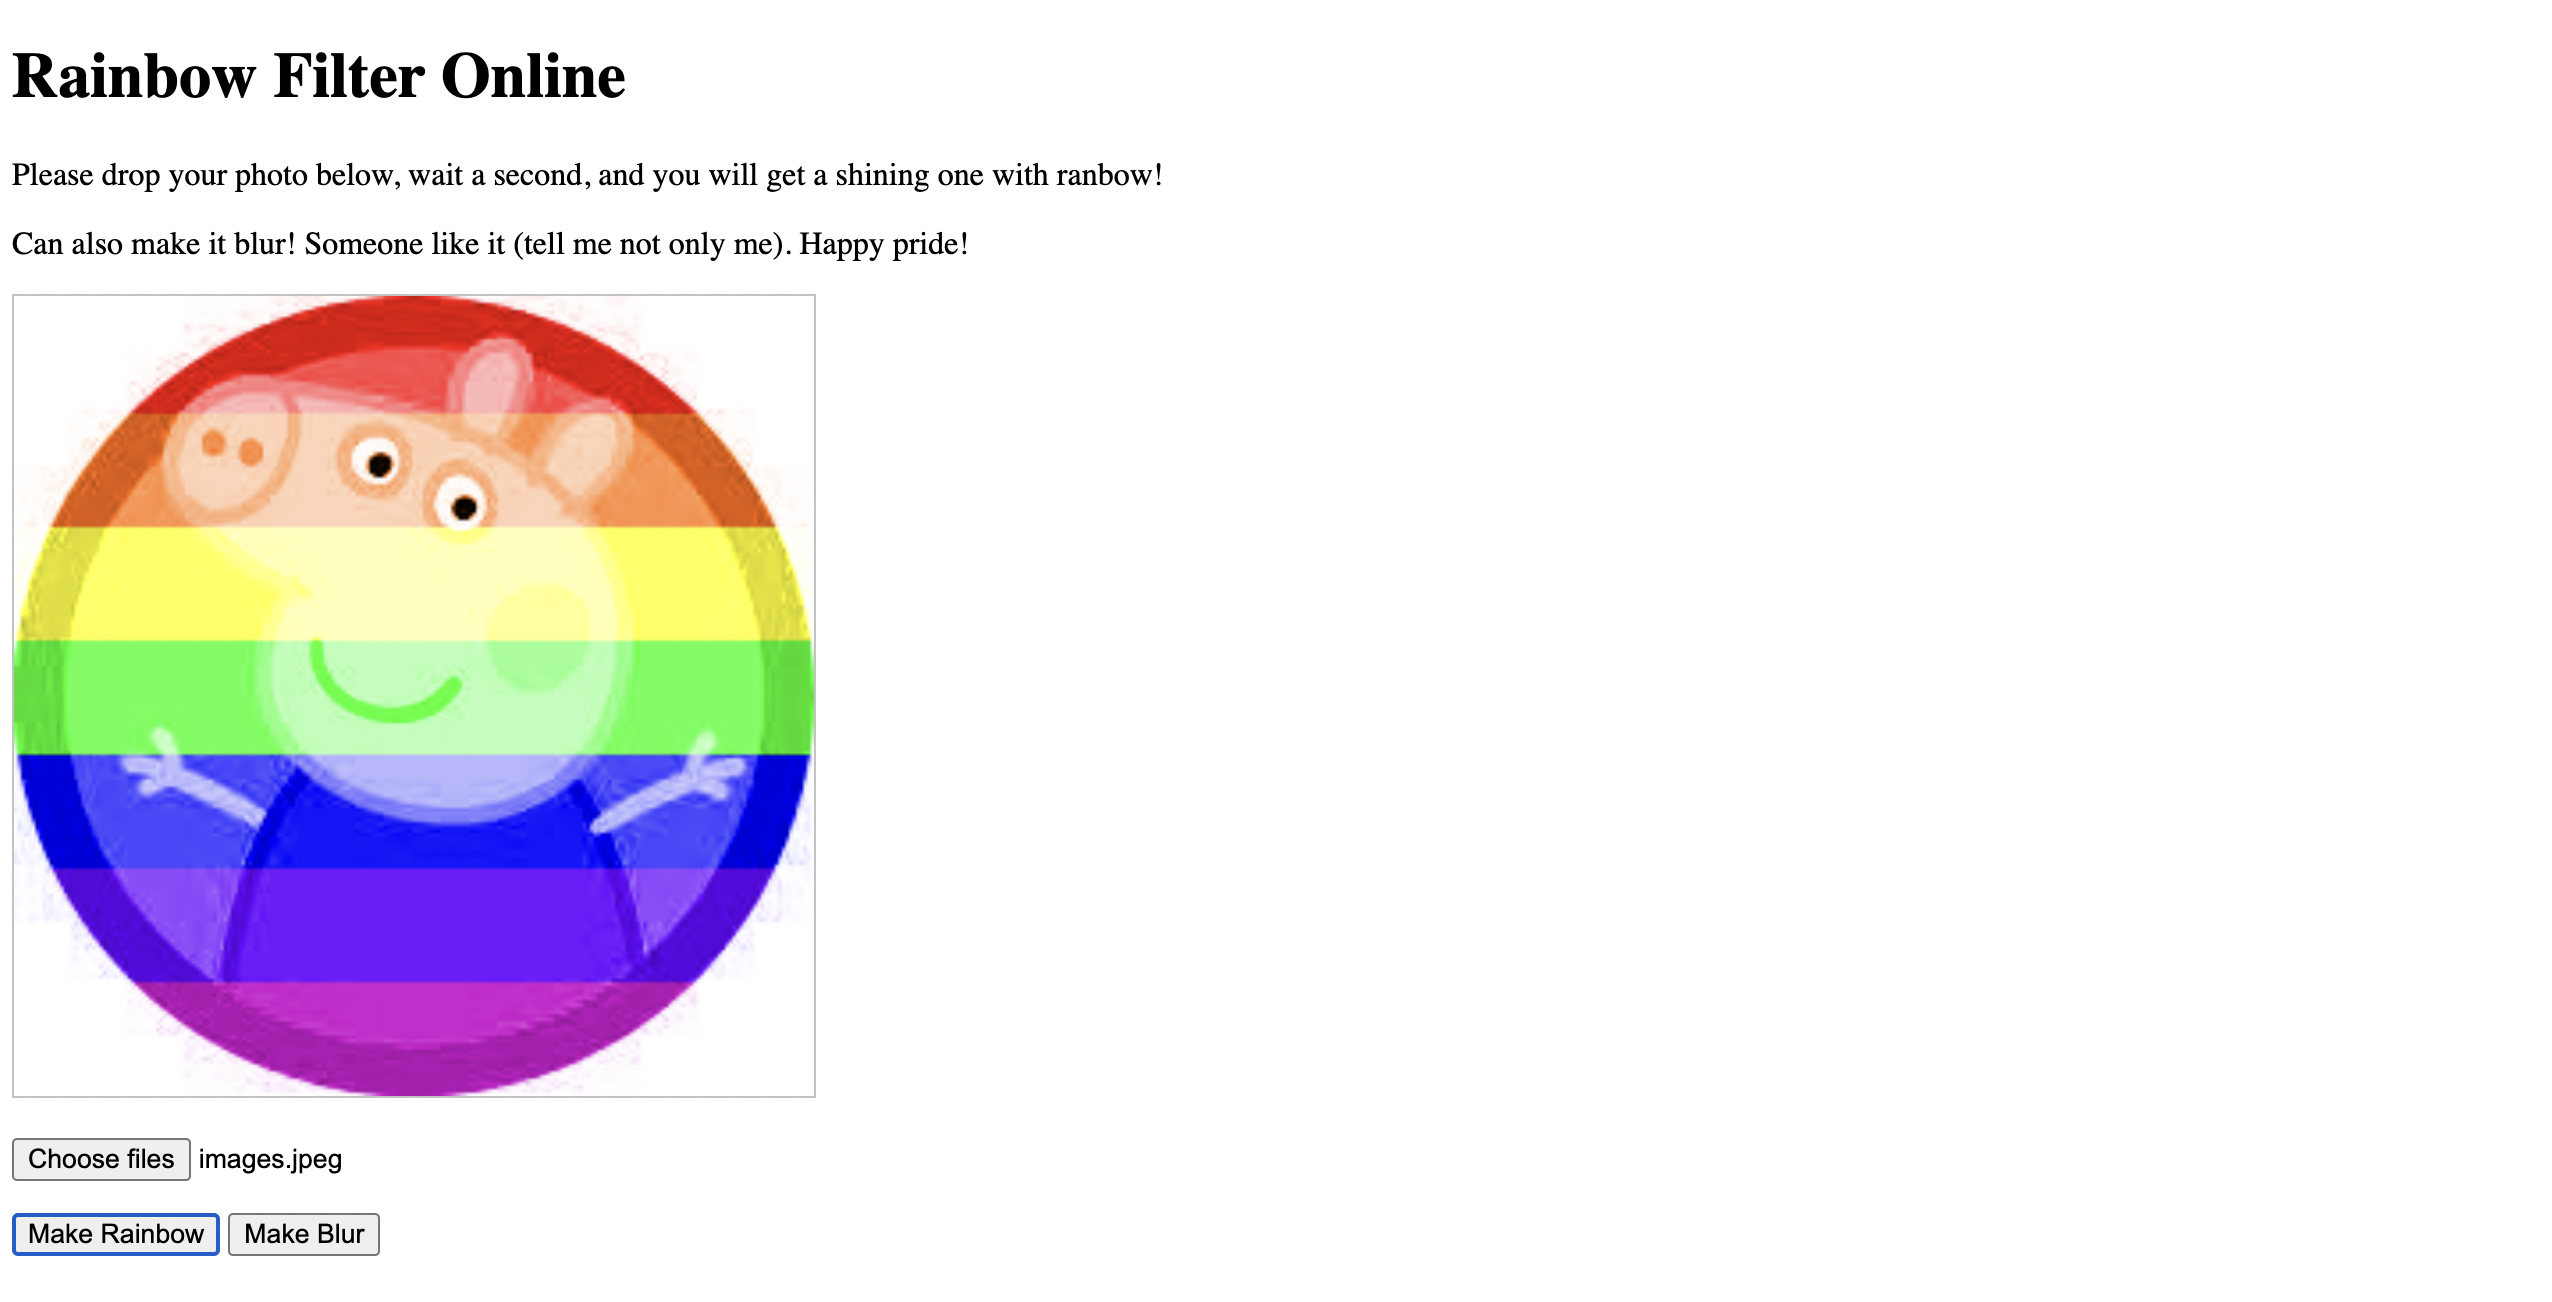 Rainbow Filter Online
Please drop your photo below, wait a second, and you will get a shining one with ranbow!
Can also make it blur! Someone like it (tell me not only me). Happy pride!
Choose files images.jpeg
Make Rainbow Make Blur